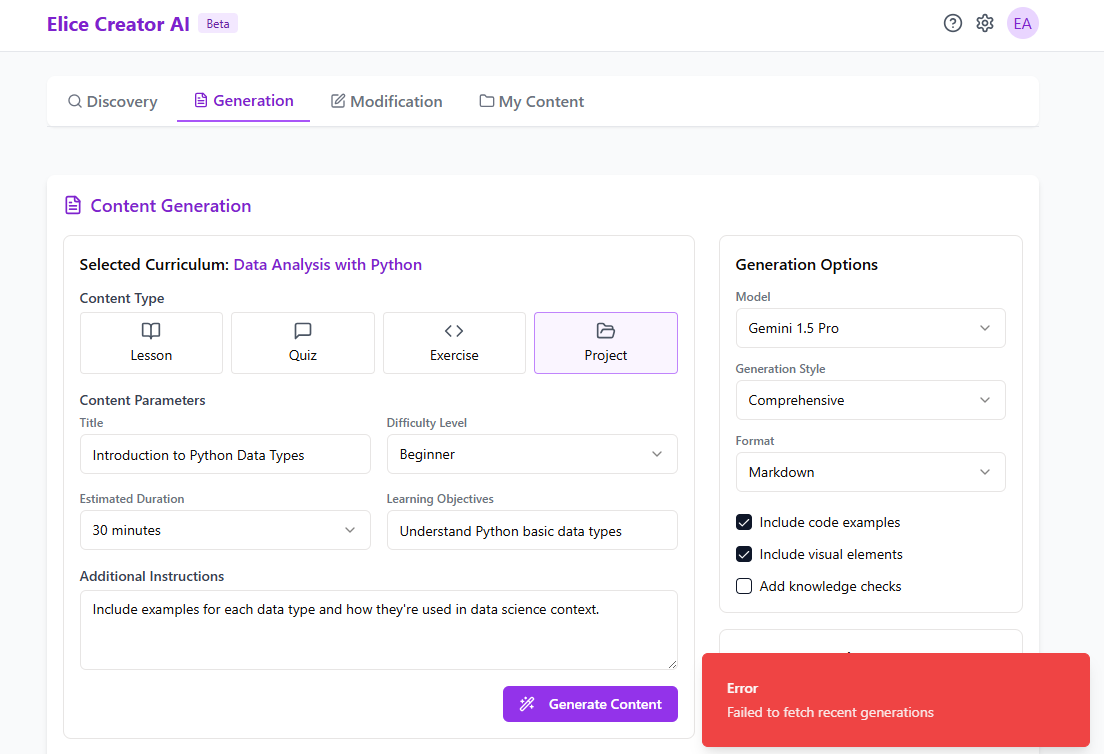 Elice Creator AI Beta
EA
Discovery Generation Modification My Content
Content Generation
Selected Curriculum: Data Analysis with Python
Content Type
Lesson Quiz Exercise Project
Content Parameters
Title Difficulty Level
Introduction to Python Data Types Beginner
Estimated Duration Learning Objectives
30 minutes Understand Python basic data types
Additional Instructions
Include examples for each data type and how they're used in data science context.
Generate Content
Generation Options
Model
Gemini 1.5 Pro
Generation Style
Comprehensive
Format
Markdown
Include code examples
Include visual elements
Add knowledge checks
Error
Failed to fetch recent generations